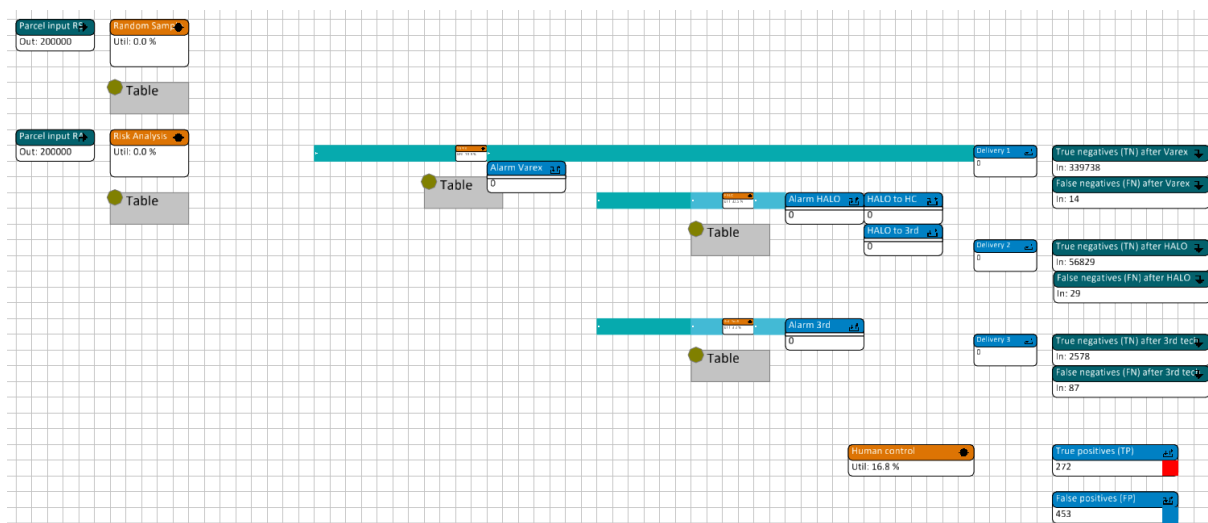 Parcel input RS
Random Samp
Out: 200000
Util: 0.0 %
Table
Parcel input RA
Risk Analysis
Out: 200000
Util: 0.0 %
Table
Delivery 1
0
True negatives (TN) after Varex
In: 339738
False negatives (FN) after Varex
In: 14
Alarm Varex
0
Table
Alarm HALO
0
HALO to HC
0
HALO to 3rd
0
Table
Delivery 2
0
True negatives (TN) after HALO
In: 56829
False negatives (FN) after HALO
In: 29
Alarm 3rd
0
Table
Delivery 3
0
True negatives (TN) after 3rd tech
In: 2578
False negatives (FN) after 3rd tech
In: 87
Human control
Util: 16.8 %
True positives (TP)
272
False positives (FP)
453